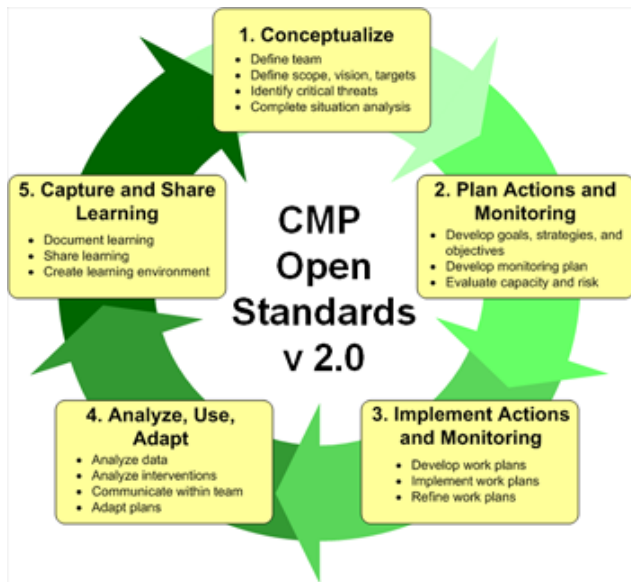 1. Conceptualize
• Define team
• Define scope, vision, targets
• Identify critical threats
• Complete situation analysis
2. Plan Actions and
Monitoring
• Develop goals, strategies, and
objectives
• Develop monitoring plan
• Evaluate capacity and risk
3. Implement Actions
and Monitoring
• Develop work plans
• Implement work plans
• Refine work plans
4. Analyze, Use,
Adapt
• Analyze data
• Analyze interventions
• Communicate within team
• Adapt plans
5. Capture and Share
Learning
• Document learning
• Share learning
• Create learning environment
CMP
Open
Standards
v 2.0